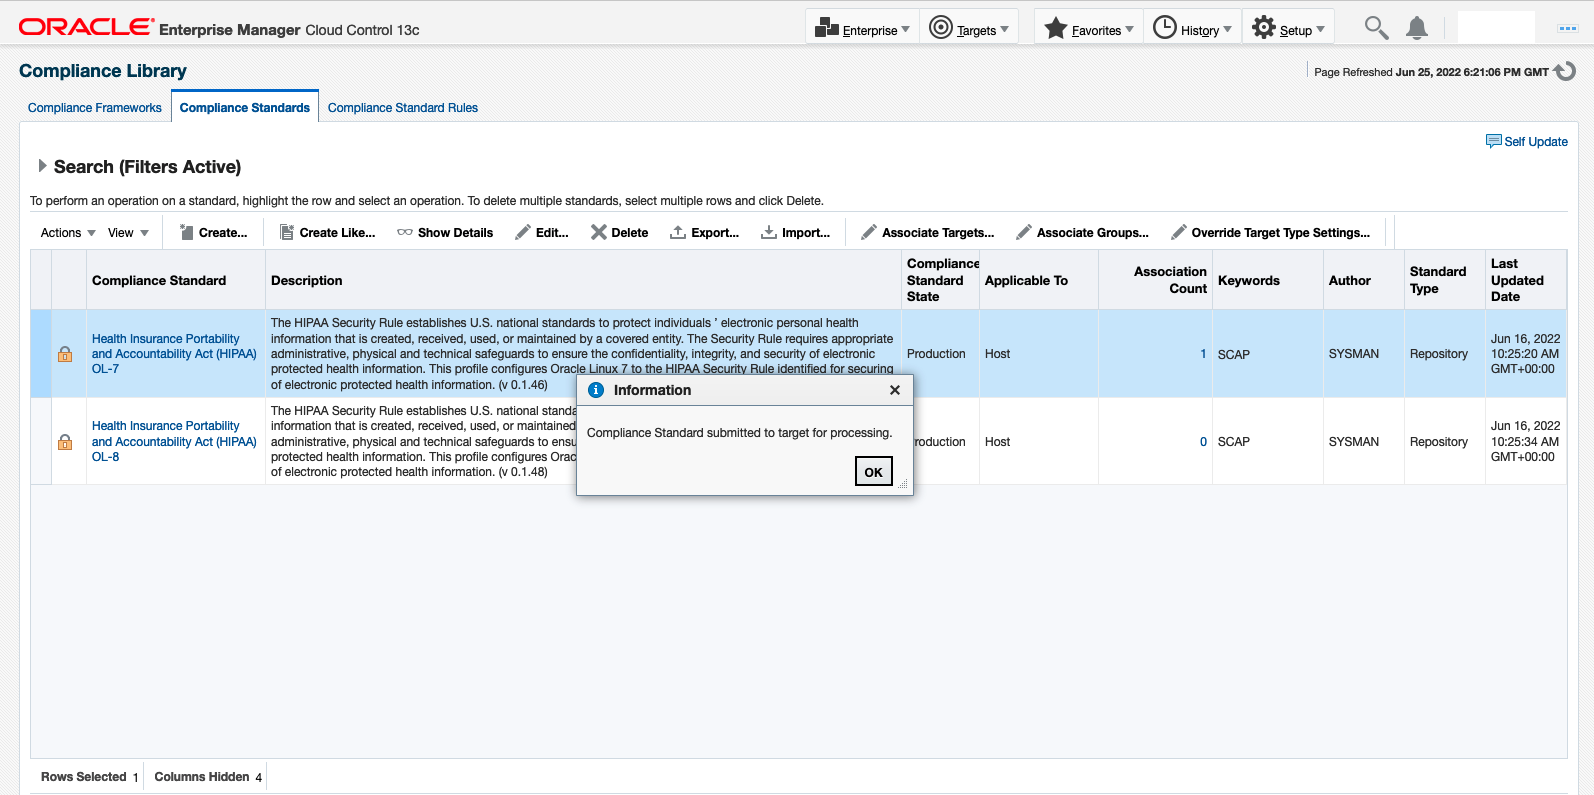 ORACLE Enterprise Manager Cloud Control 13c
Enterprise Targets Favorites History Setup
Compliance Library
Page Refreshed Jun 25, 2022 6:21:06 PM GMT
Compliance Frameworks Compliance Standards Compliance Standard Rules
Self Update
Search (Filters Active)
To perform an operation on a standard, highlight the row and select an operation. To delete multiple standards, select multiple rows and click Delete.
Actions View Create... Create Like... Show Details Edit... Delete Export... Import... Associate Targets... Associate Groups... Override Target Type Settings...
Compliance Standard
Description
Compliance
Standard
State
Applicable To
Association
Count
Keywords
Author
Standard
Type
Last
Updated
Date
Health Insurance Portability
and Accountability Act (HIPAA)
OL-7
The HIPAA Security Rule establishes U.S. national standards to protect individuals ’ electronic personal health
information that is created, received, used, or maintained by a covered entity. The Security Rule requires appropriate
administrative, physical and technical safeguards to ensure the confidentiality, integrity, and security of electronic
protected health information. This profile configures Oracle Linux 7 to the HIPAA Security Rule identified for securing
of electronic protected health information. (v 0.1.46)
Production
Host
1
SCAP
SYSMAN
Repository
Jun 16, 2022
10:25:20 AM
GMT+00:00
Health Insurance Portability
and Accountability Act (HIPAA)
OL-8
The HIPAA Security Rule establishes U.S. national standa
information that is created, received, used, or maintained
administrative, physical and technical safeguards to ensu
protected health information. This profile configures Orac
of electronic protected health information. (v 0.1.48)
roduction
Host
0
SCAP
SYSMAN
Repository
Jun 16, 2022
10:25:34 AM
GMT+00:00
Information
Compliance Standard submitted to target for processing.
OK
Rows Selected 1 Columns Hidden 4